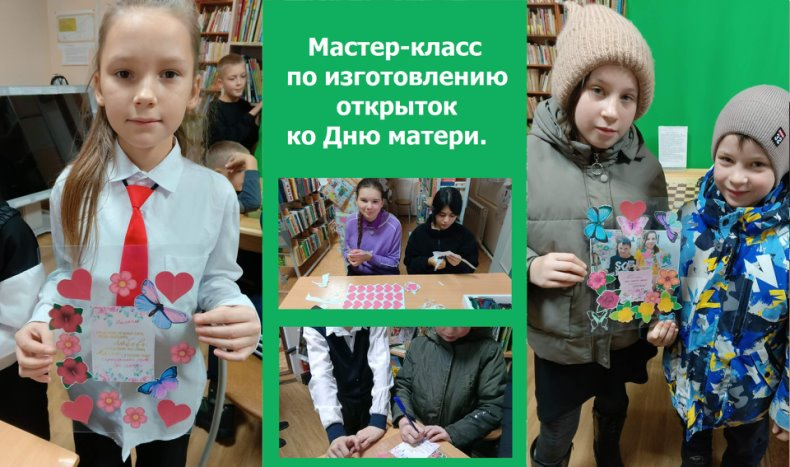 Мастер-класс
по изготовлению
открыток
ко Дню матери.